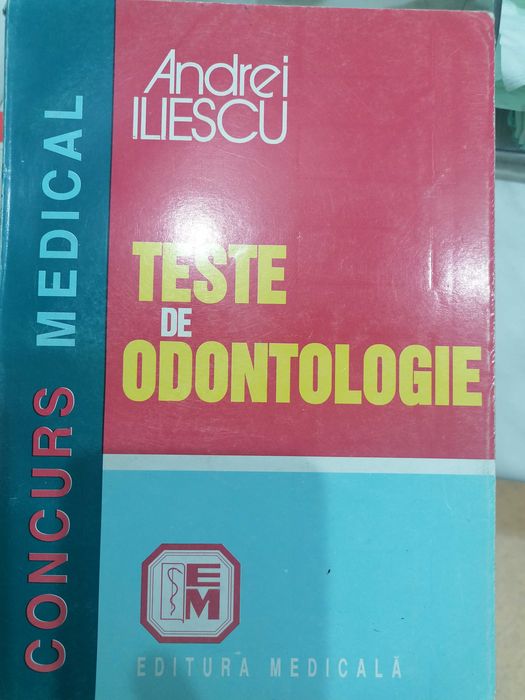 Andrei
ILIESCU
TESTE
DE
ODONTOLOGIE
CONCURS MEDICAL
EM
EDITURA MEDICALĂ